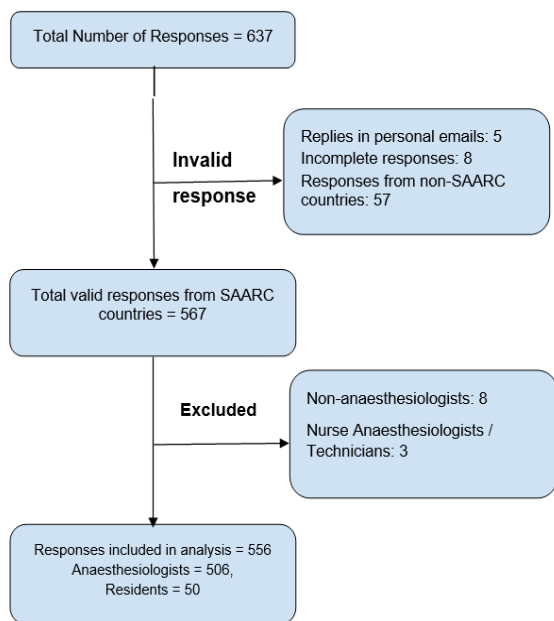 Total Number of Responses = 637
Invalid
response
Replies in personal emails: 5
Incomplete responses: 8
Responses from non-SAARC
countries: 57
Total valid responses from SAARC
countries = 567
Excluded
Non-anaesthesiologists: 8
Nurse Anaesthesiologists /
Technicians: 3
Responses included in analysis = 556
Anaesthesiologists = 506,
Residents = 50